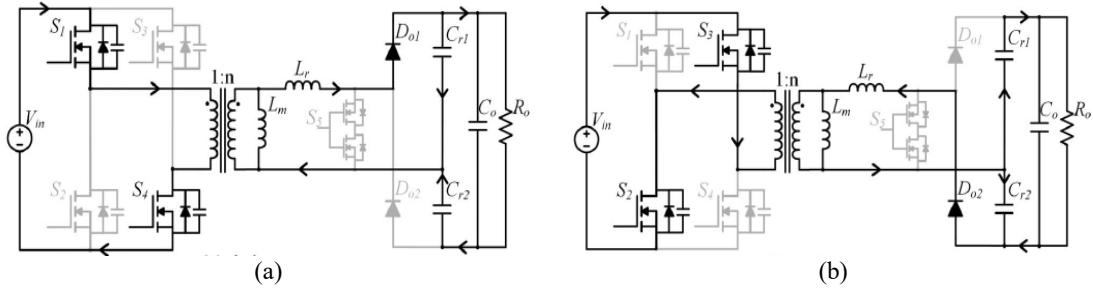 S1
S3
Do1
Cr1
1:n
Lr
Lm
S5
Vin
Co
Ro
S2
S4
Do2
Cr2
(a)
S1
S3
Do1
Cr1
1:n
Lr
Lm
S5
Vin
Co
Ro
S2
S4
Do2
Cr2
(b)